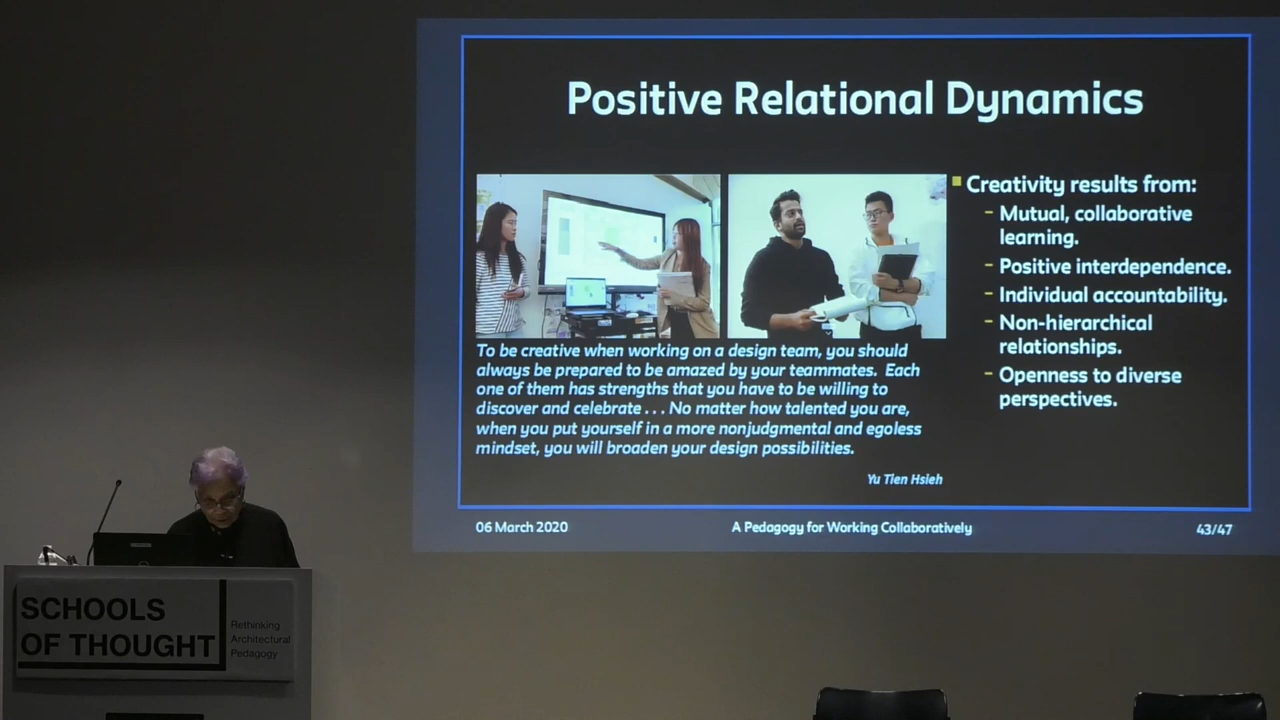 Positive Relational Dynamics
Creativity results from:
– Mutual, collaborative
learning.
– Positive interdependence.
– Individual accountability.
– Non-hierarchical
relationships.
– Openness to diverse
perspectives.
To be creative when working on a design team, you should
always be prepared to be amazed by your teammates. Each
one of them has strengths that you have to be willing to
discover and celebrate . . . No matter how talented you are,
when you put yourself in a more nonjudgmental and egoless
mindset, you will broaden your design possibilities.
Yu Tien Hsieh
06 March 2020
A Pedagogy for Working Collaboratively
43/47
SCHOOLS
OF THOUGHT
Rethinking
Architectural
Pedagogy